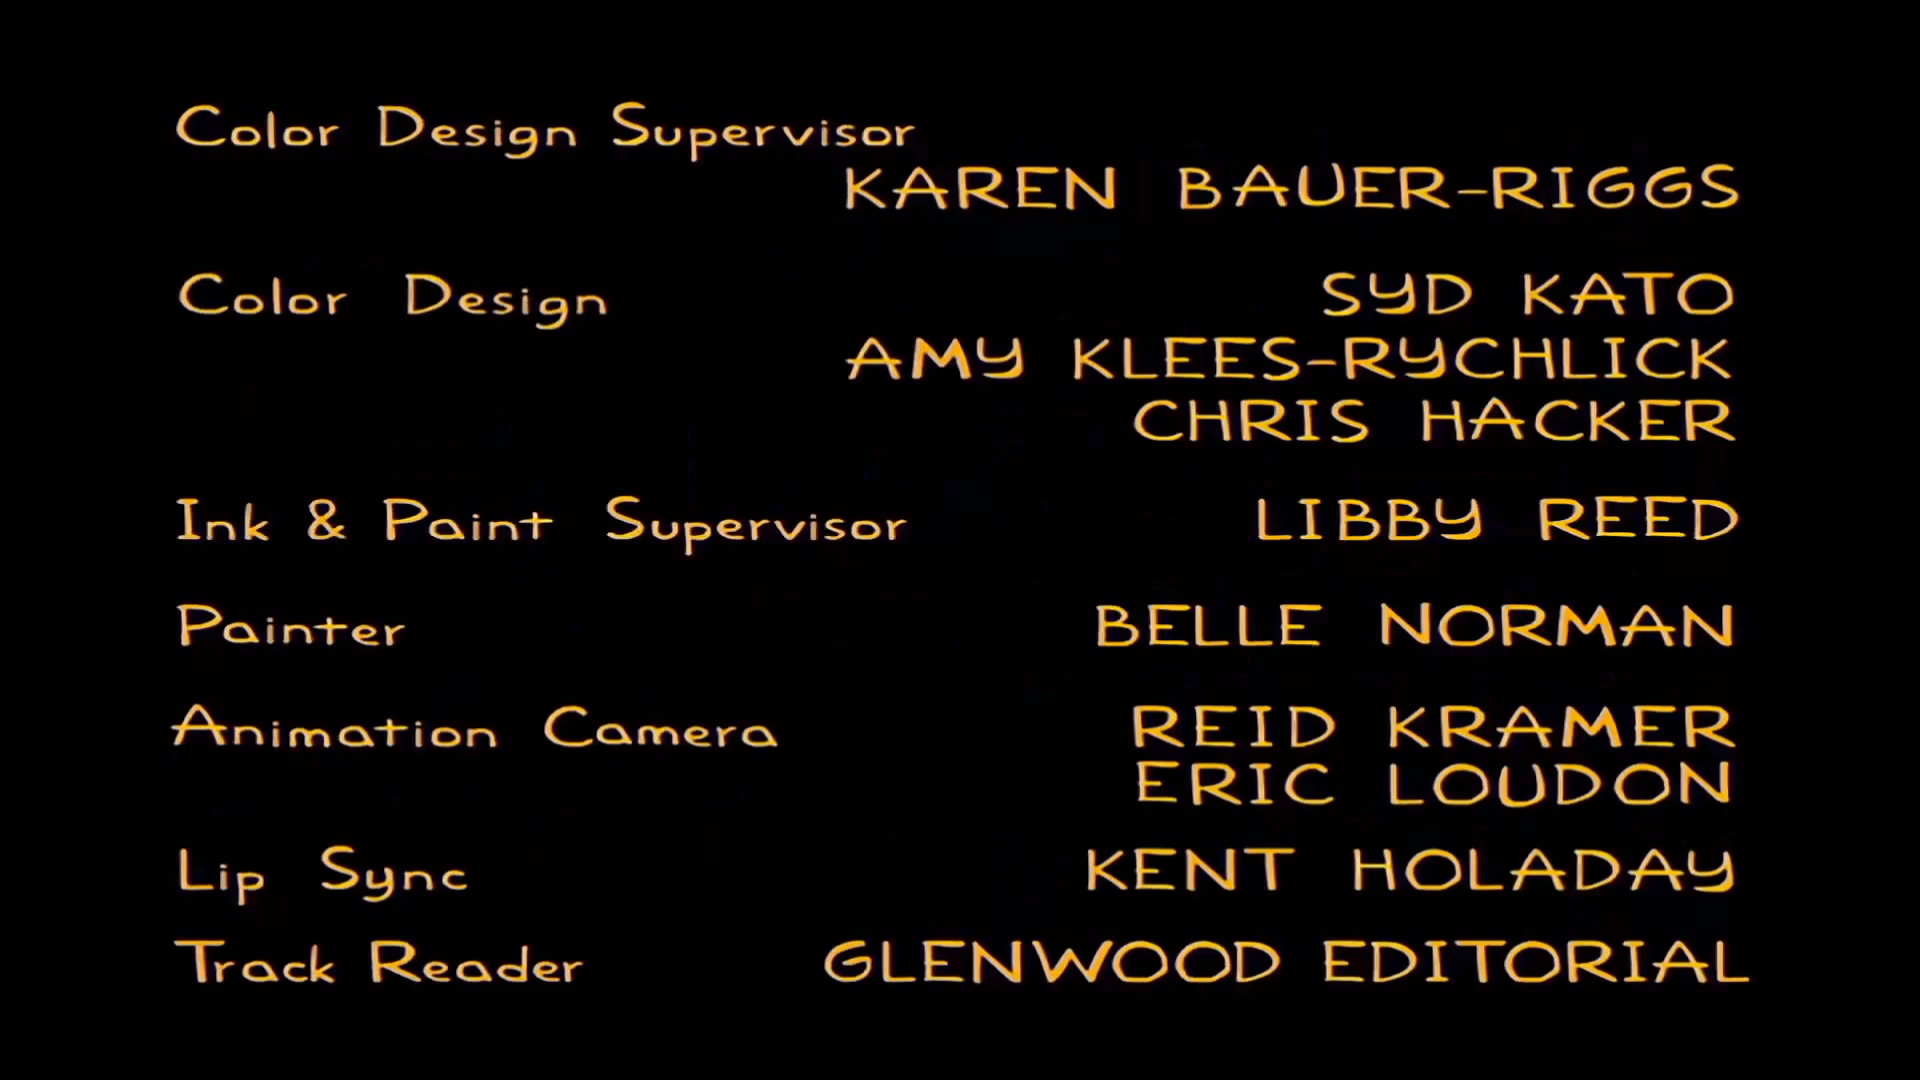 Color Design Supervisor
KAREN BAUER-RIGGS
Color Design SYD KATO
AMY KLEES-RYCHLICK
CHRIS HACKER
Ink & Paint Supervisor LIBBY REED
Painter BELLE NORMAN
Animation Camera REID KRAMER
ERIC LOUDON
Lip Sync KENT HOLADAY
Track Reader GLENWOOD EDITORIAL